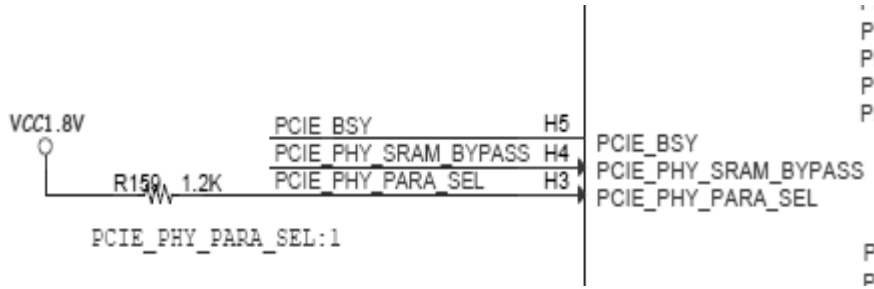 VCC1.8V
R159 1.2K
PCIE_PHY_PARA_SEL:1
PCIE_BSY H5
PCIE_PHY_SRAM_BYPASS H4
PCIE_PHY_PARA_SEL H3
PCIE_BSY
PCIE_PHY_SRAM_BYPASS
PCIE_PHY_PARA_SEL
P
P
P
P
P
P